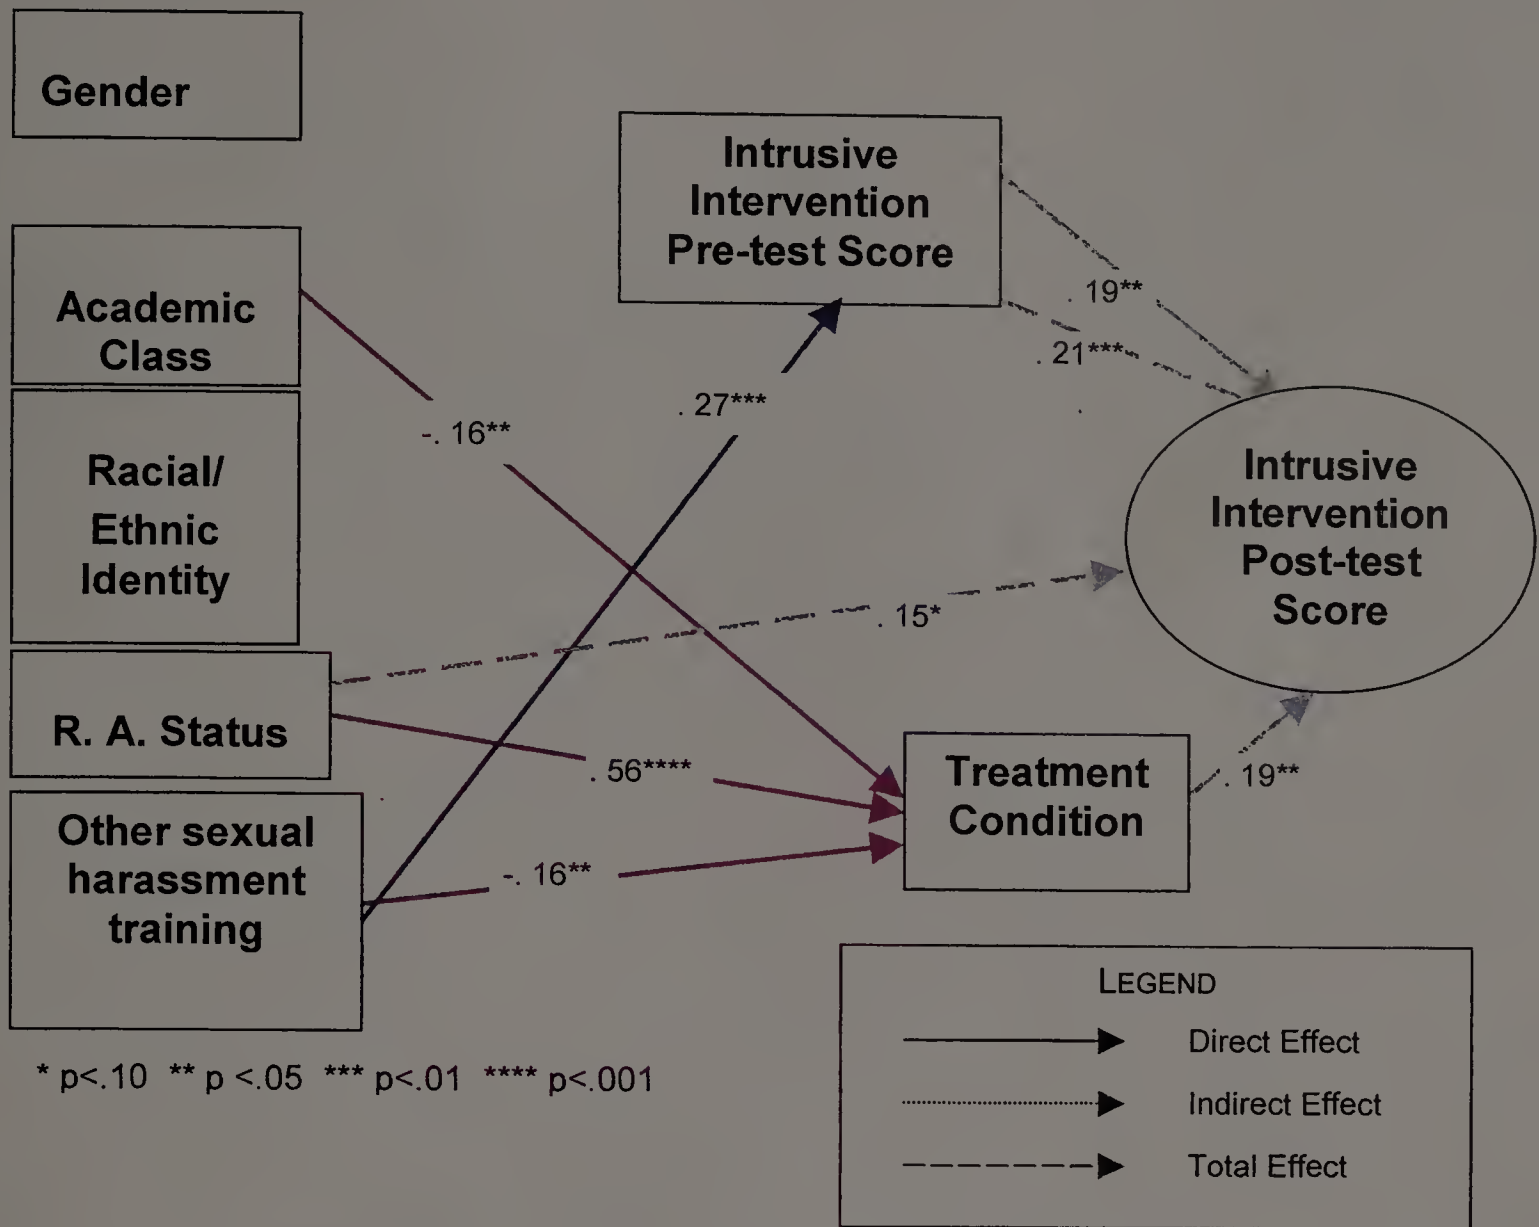 Gender
Academic
Class
Racial/
Ethnic
Identity
R. A. Status
Other sexual
harassment
training
Intrusive
Intervention
Pre-test Score
. 19**
. 21***
. 27***
-. 16**
. 15*
. 56****
-. 16**
Intrusive
Intervention
Post-test
Score
Treatment
Condition
. 19**
* p<.10 ** p <.05 *** p<.01 **** p<.001
LEGEND
Direct Effect
Indirect Effect
Total Effect